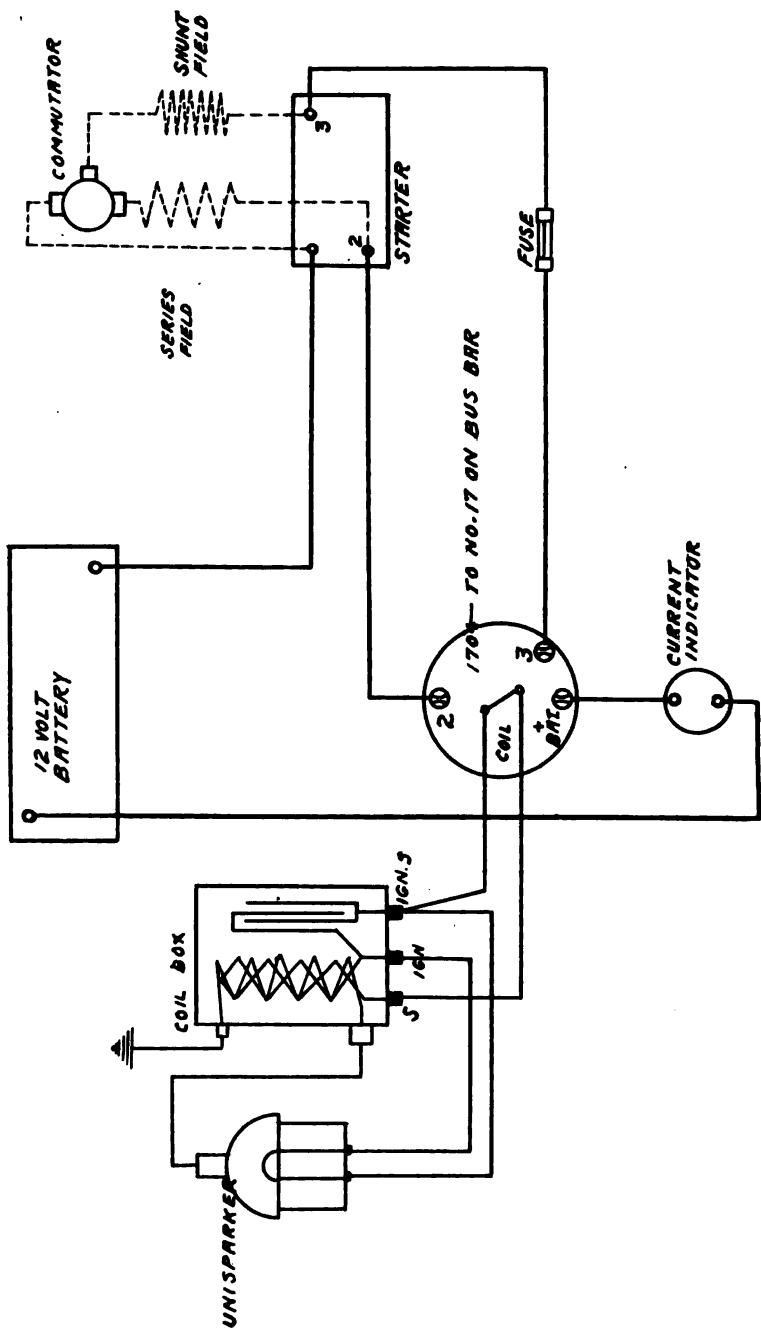 COMMUTATOR
SHUNT
FIELD
SERIES
FIELD
3
2
STARTER
FUSE
12 VOLT
BATTERY
170 — TO NO.17 ON BUS BAR
2
3
COIL
+
BAT
CURRENT
INDICATOR
COIL BOX
IGN.S
IGN
S
UNISPARKER